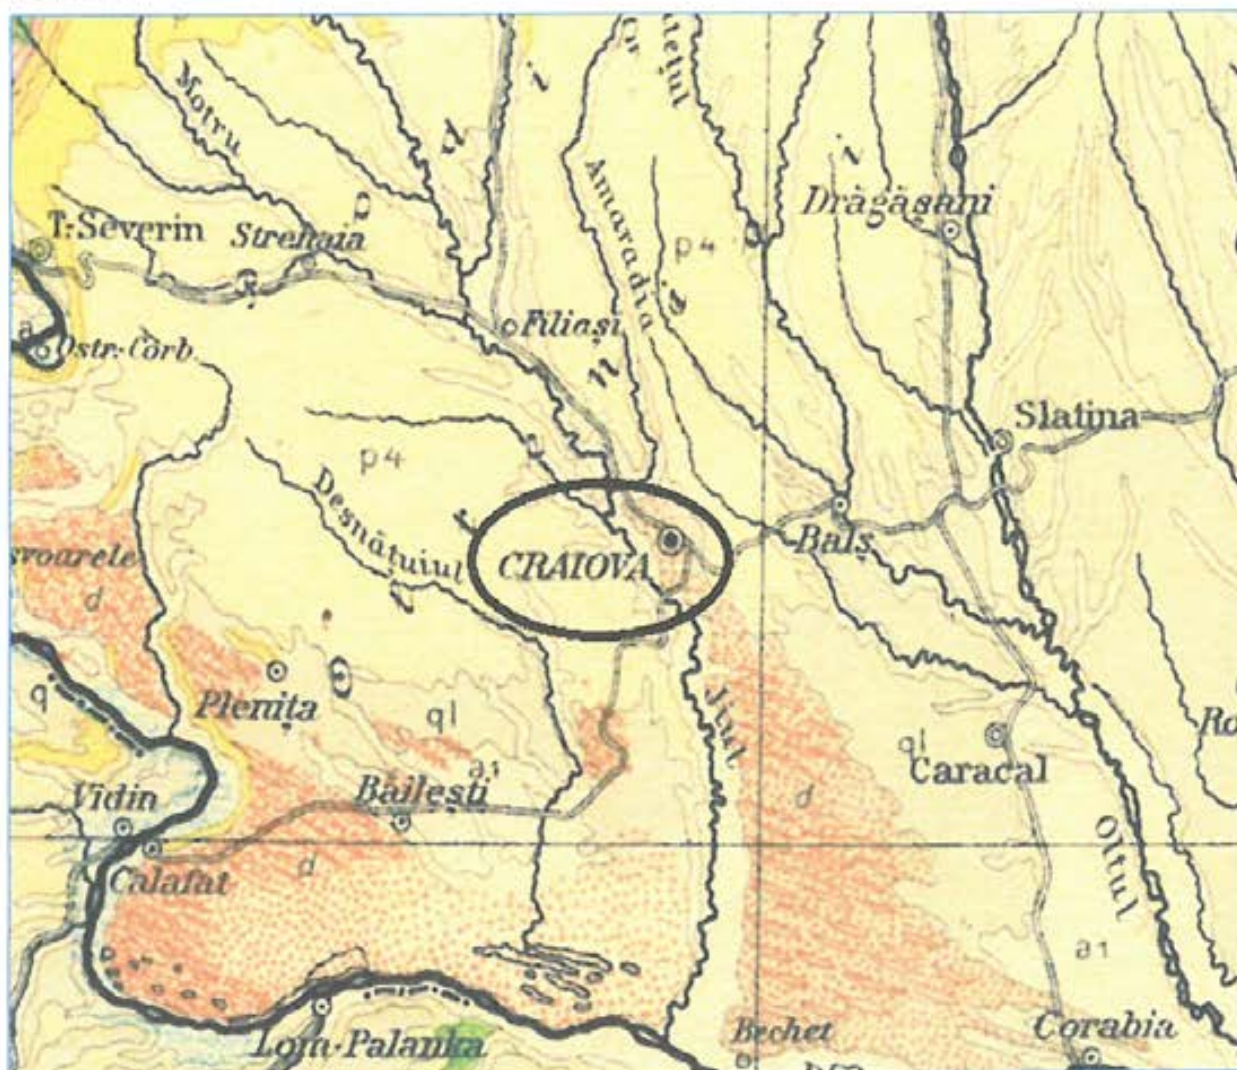 Motru
Amaradia
Drăgășani
T. Severin
Strehaia
p4
Filiași
Ostr. Corb.
Slatina
p4
Desnățuiul
CRAIOVA
Balș
d
q
Plenița
ql
Jiul
ql
Caracal
a1
Vidin
Băilești
d
Calafat
d
Oltul
a1
Lom-Palanka
Bechet
Corabia